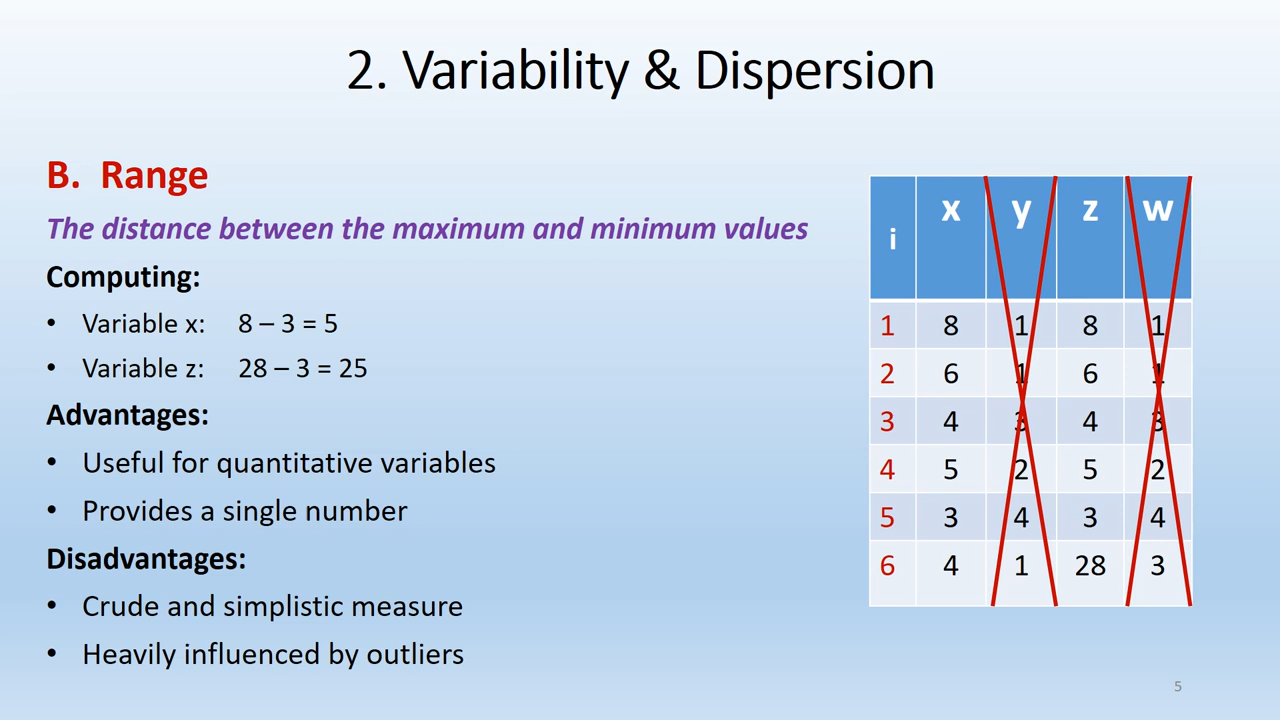 2. Variability & Dispersion
B. Range
The distance between the maximum and minimum values
Computing:
• Variable x: 8 – 3 = 5
• Variable z: 28 – 3 = 25
Advantages:
• Useful for quantitative variables
• Provides a single number
Disadvantages:
• Crude and simplistic measure
• Heavily influenced by outliers
i x y z w
1 8 1 8 1
2 6 1 6 1
3 4 3 4 3
4 5 2 5 2
5 3 4 3 4
6 4 1 28 3
5